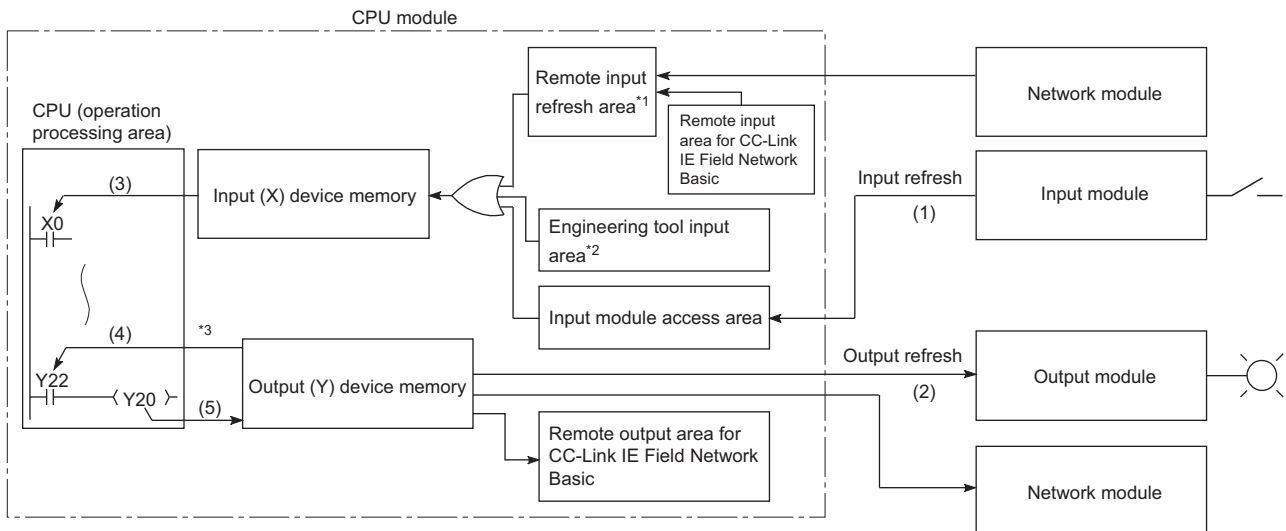 CPU module
CPU (operation
processing area)
Remote input
refresh area*1
Remote input
area for CC-Link
IE Field Network
Basic
Network module
(3)
X0
Input (X) device memory
Engineering tool input
area*2
Input module access area
Input refresh
(1)
Input module
(4)
*3
Y22
Y20
(5)
Output (Y) device memory
Output refresh
(2)
Output module
Remote output area for
CC-Link IE Field Network
Basic
Network module